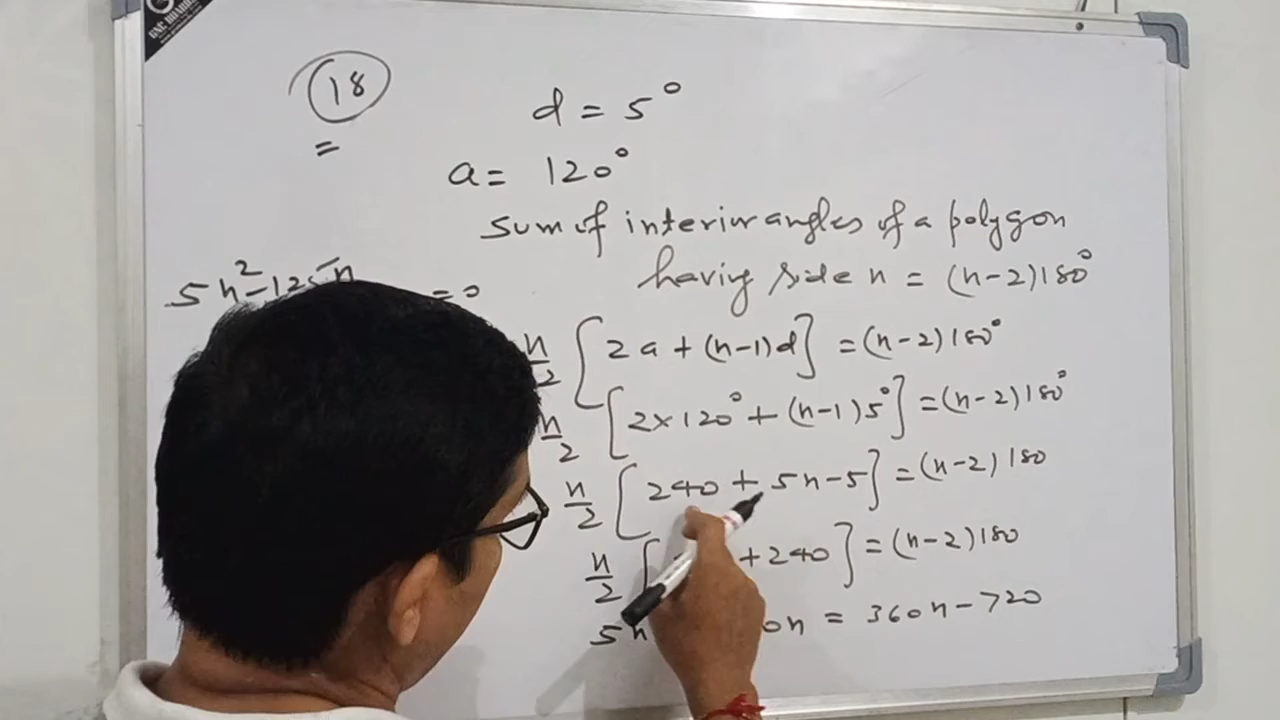 18
=
d = 5°
a = 120°
Sum of interior angles of a polygon
having side n = (n-2)180°
5n²-125n = 0
n/2 [2a + (n-1)d] = (n-2)180°
n/2 [2×120° + (n-1)5°] = (n-2)180°
n/2 [240 + 5n-5] = (n-2)180
n/2 [ +240] = (n-2)180
5n 0n = 360n-720